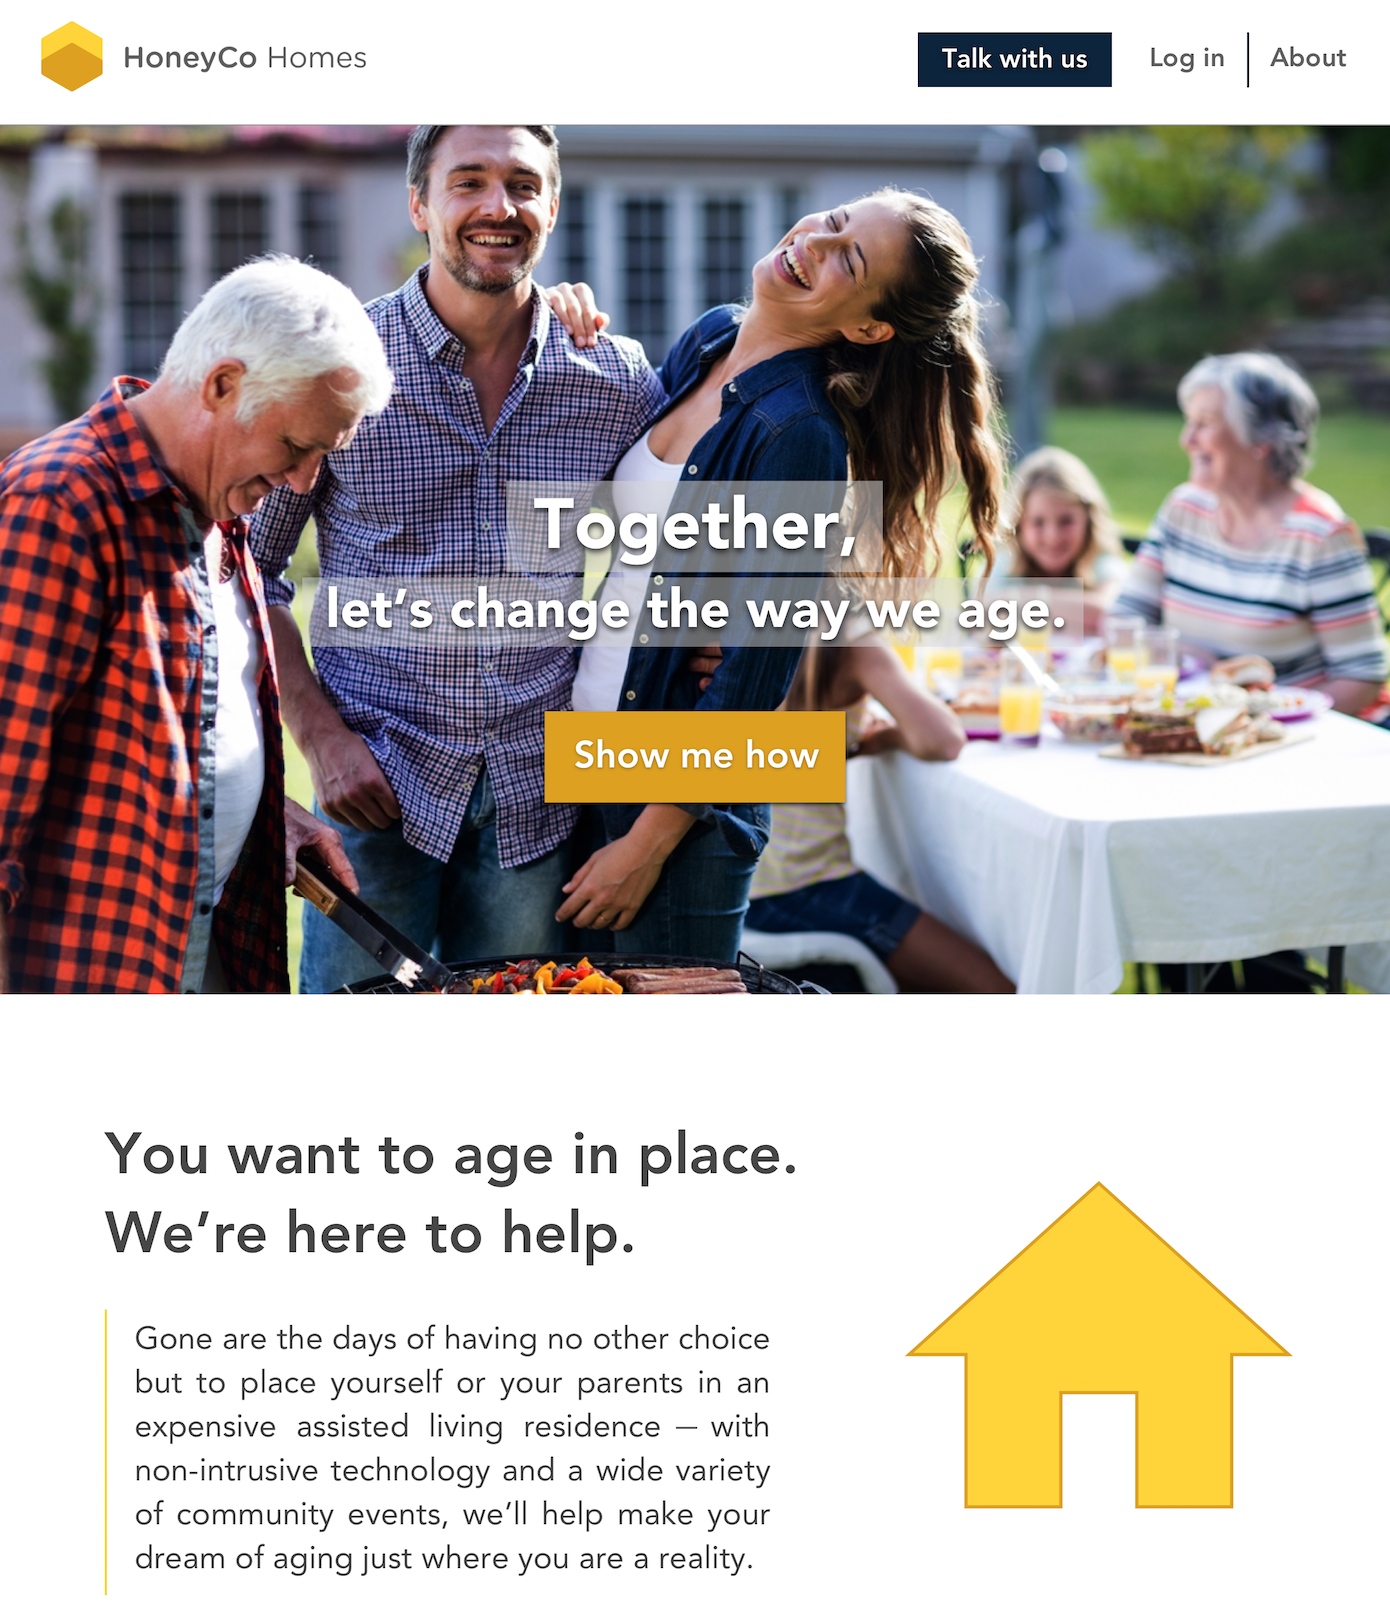 HoneyCo Homes
Talk with us
Log in
About
Together,
let’s change the way we age.
Show me how
You want to age in place.
We’re here to help.
Gone are the days of having no other choice
but to place yourself or your parents in an
expensive assisted living residence — with
non-intrusive technology and a wide variety
of community events, we’ll help make your
dream of aging just where you are a reality.